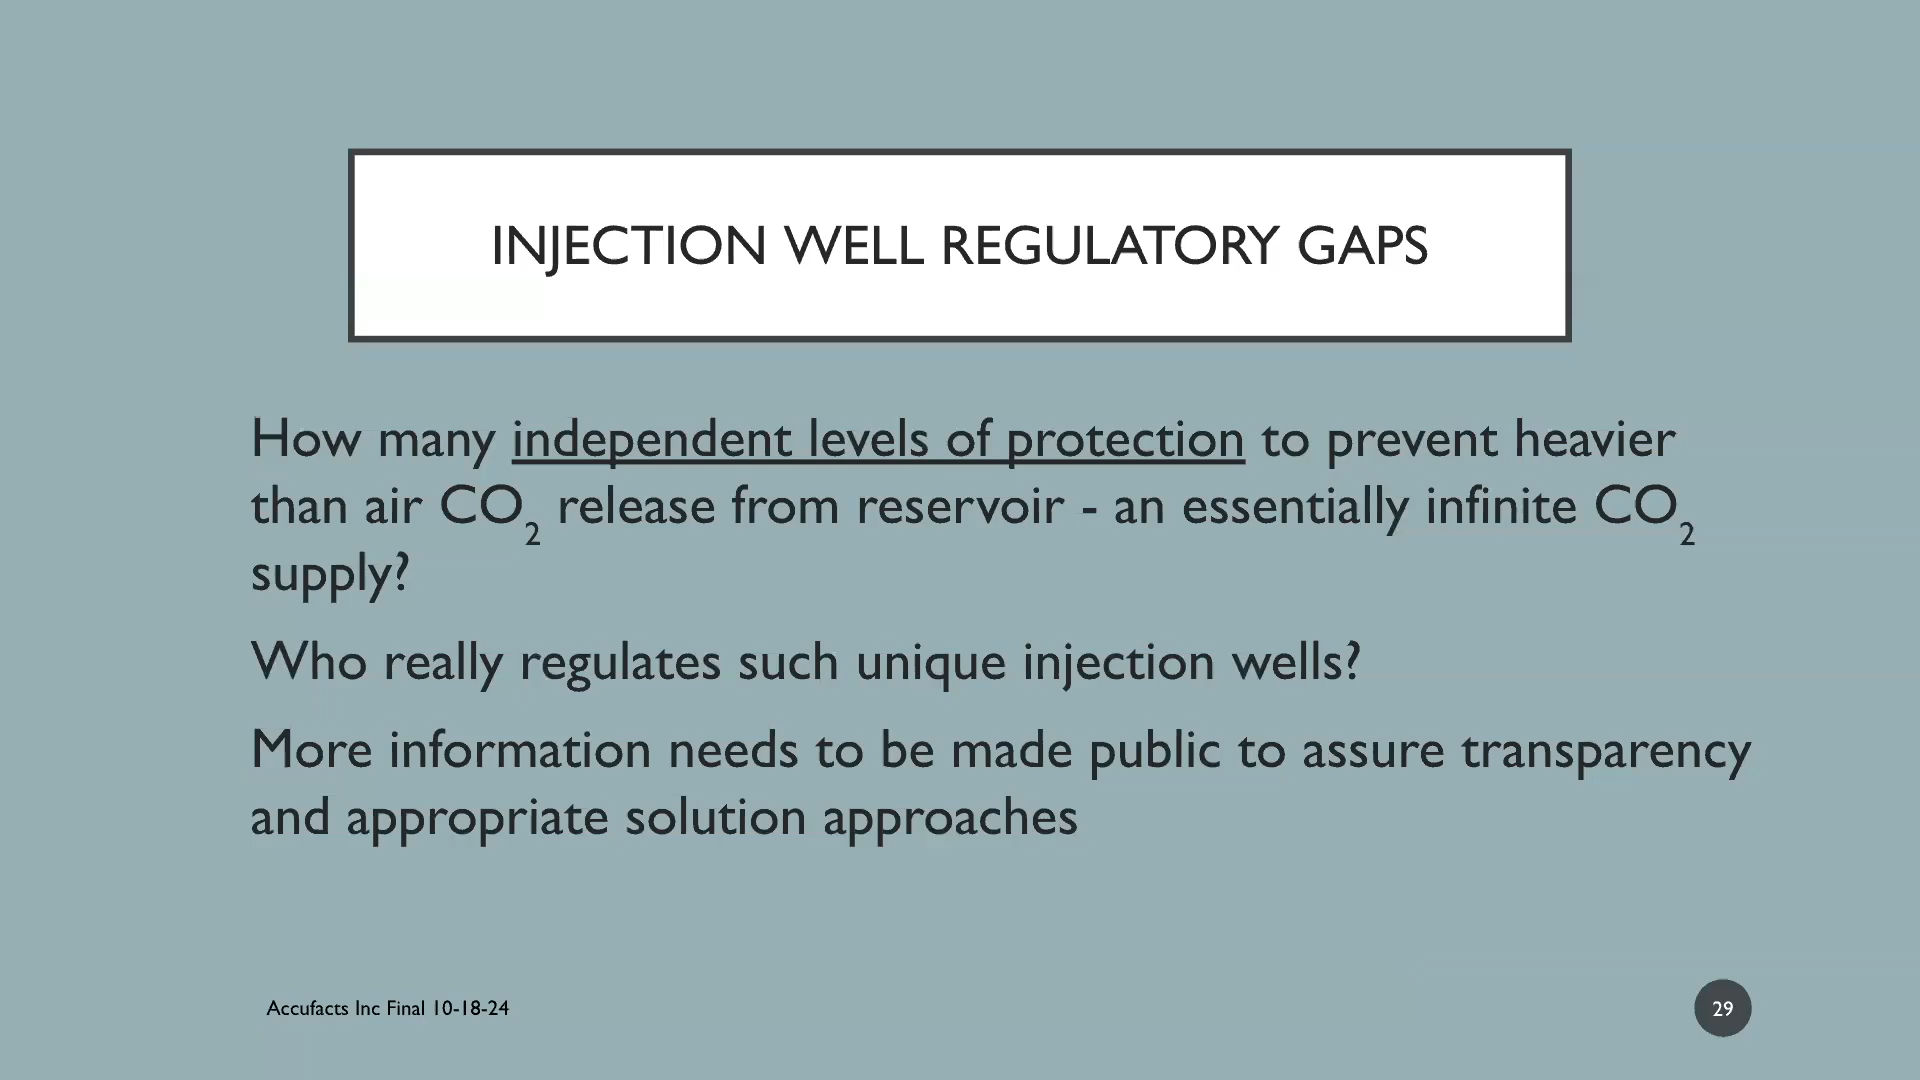 INJECTION WELL REGULATORY GAPS
How many independent levels of protection to prevent heavier
than air CO₂ release from reservoir - an essentially infinite CO₂
supply?
Who really regulates such unique injection wells?
More information needs to be made public to assure transparency
and appropriate solution approaches
Accufacts Inc Final 10-18-24
29